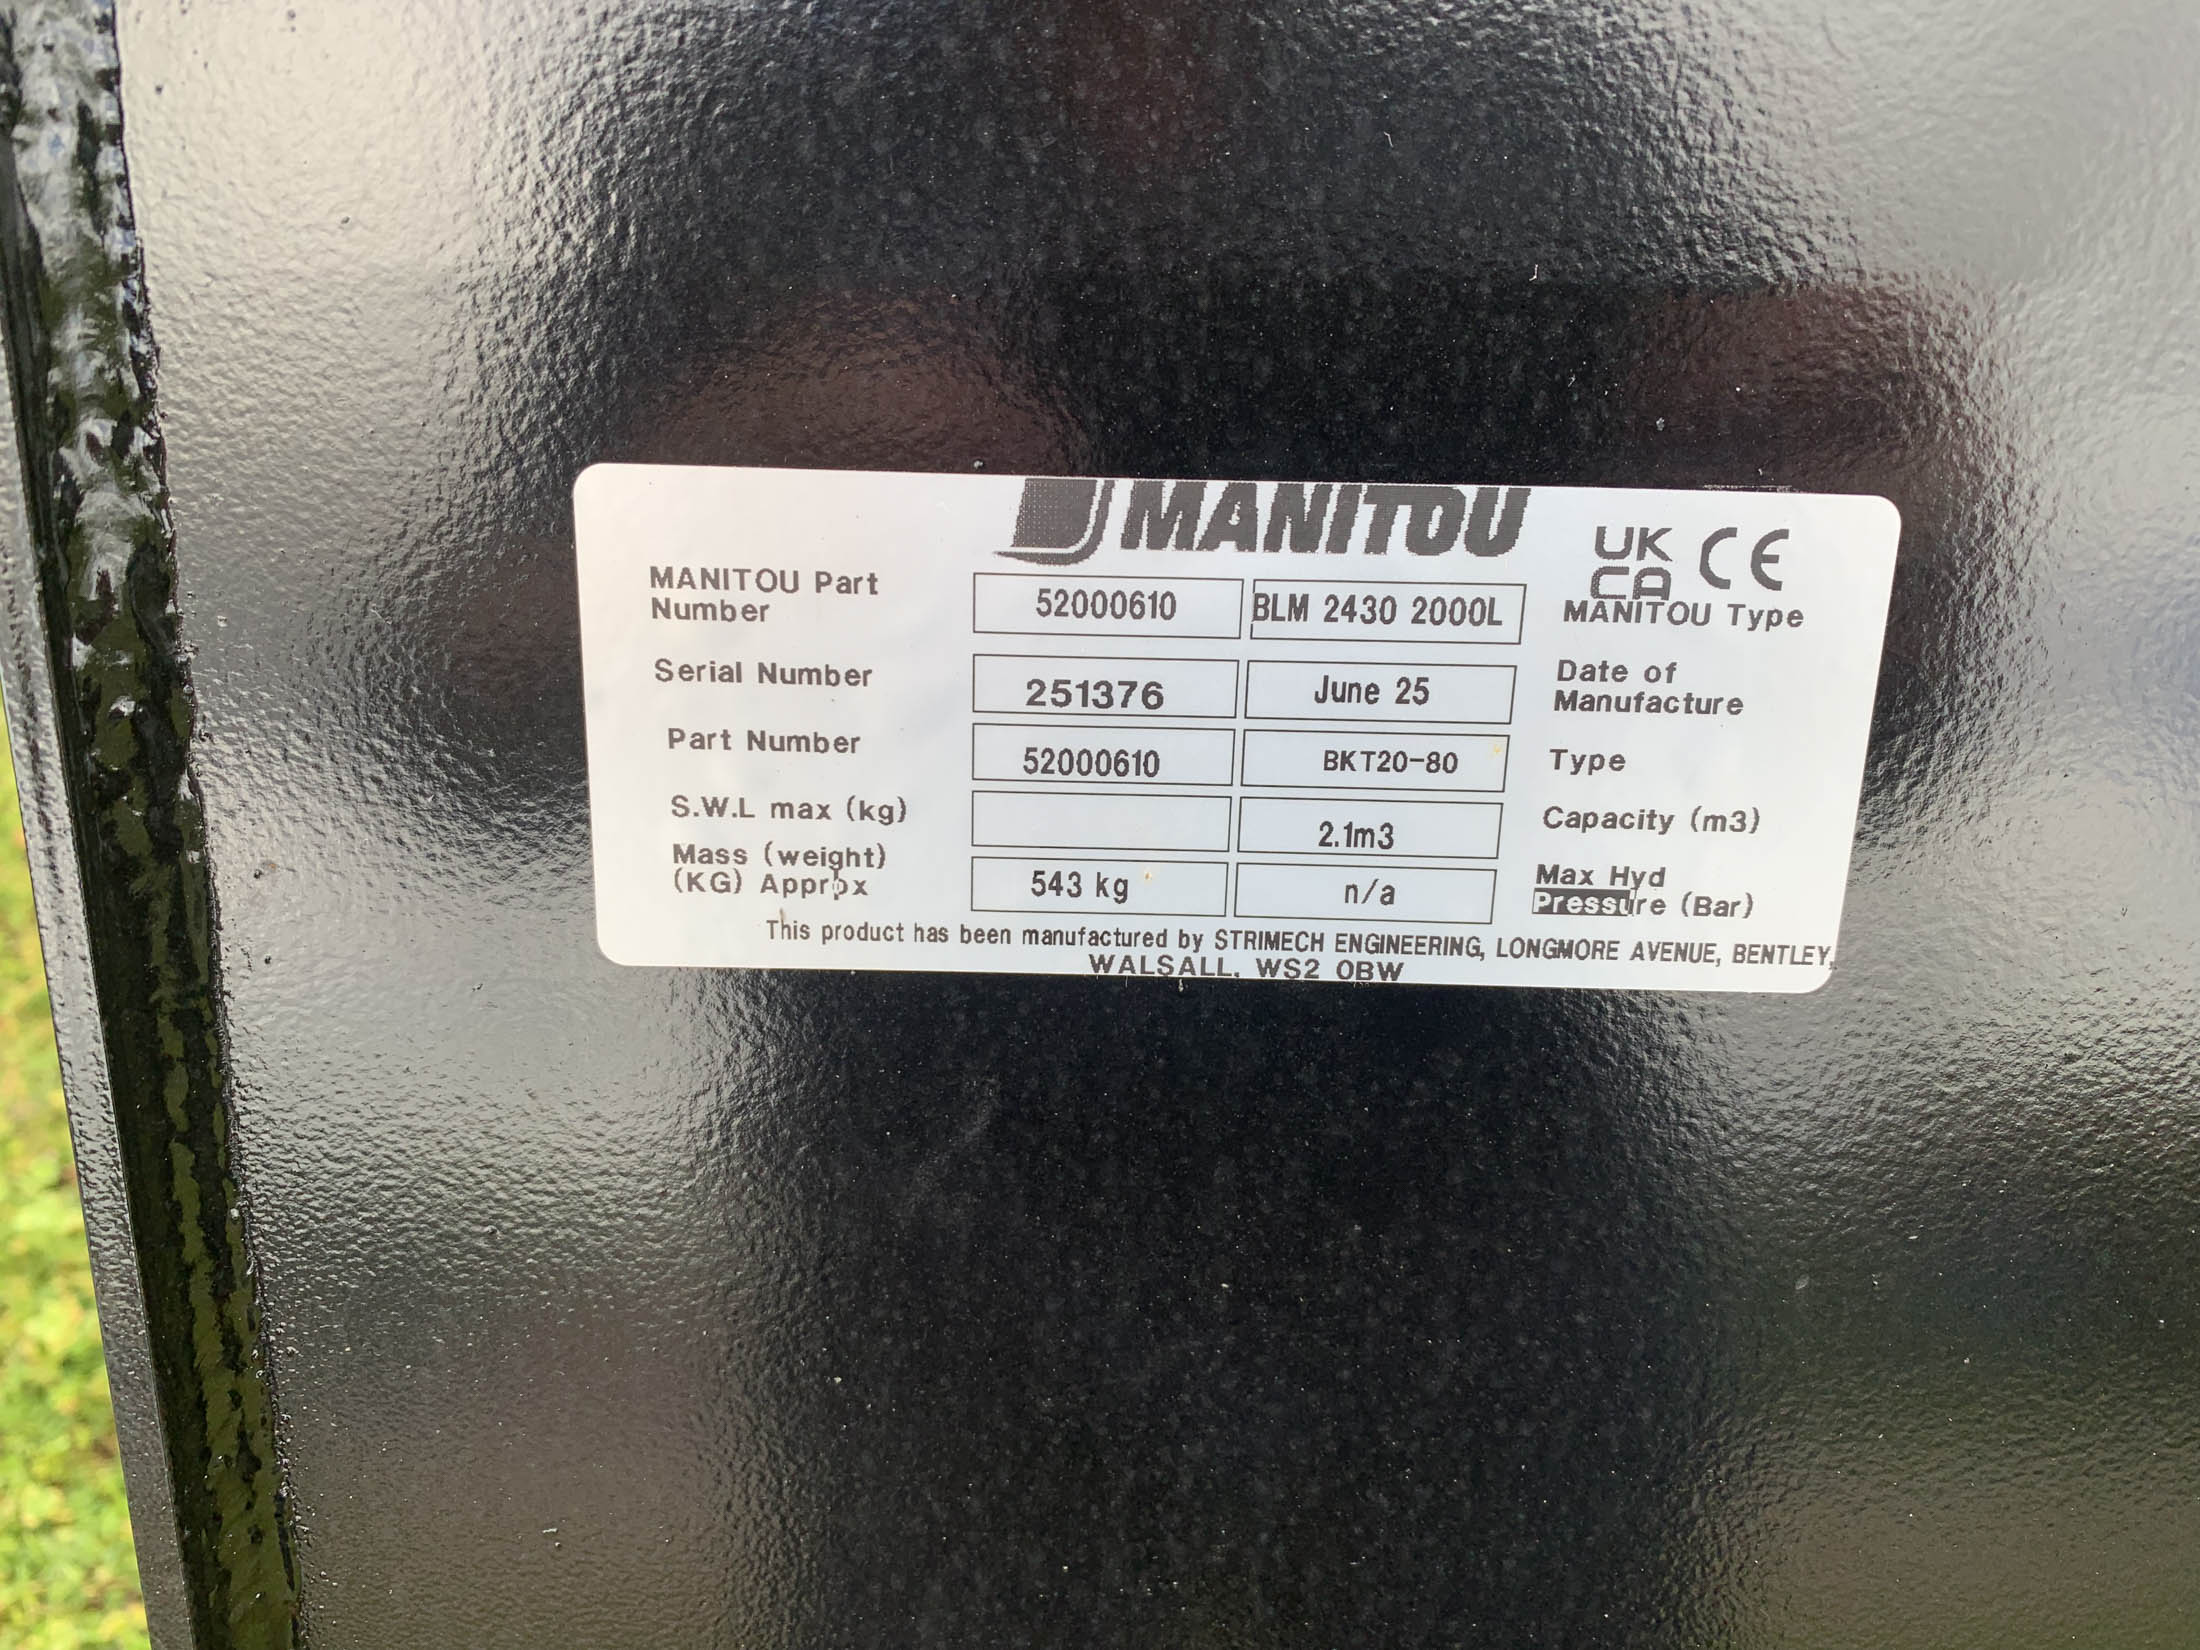 MANITOU
UK CE
CA
MANITOU Part
Number
52000610
BLM 2430 2000L
MANITOU Type
Serial Number
251376
June 25
Date of
Manufacture
Part Number
52000610
BKT20-80
Type
S.W.L max (kg)
2.1m3
Capacity (m3)
Mass (weight)
(KG) Approx
543 kg
n/a
Max Hyd
Pressure (Bar)
This product has been manufactured by STRIMECH ENGINEERING, LONGMORE AVENUE, BENTLEY,
WALSALL, WS2 0BW